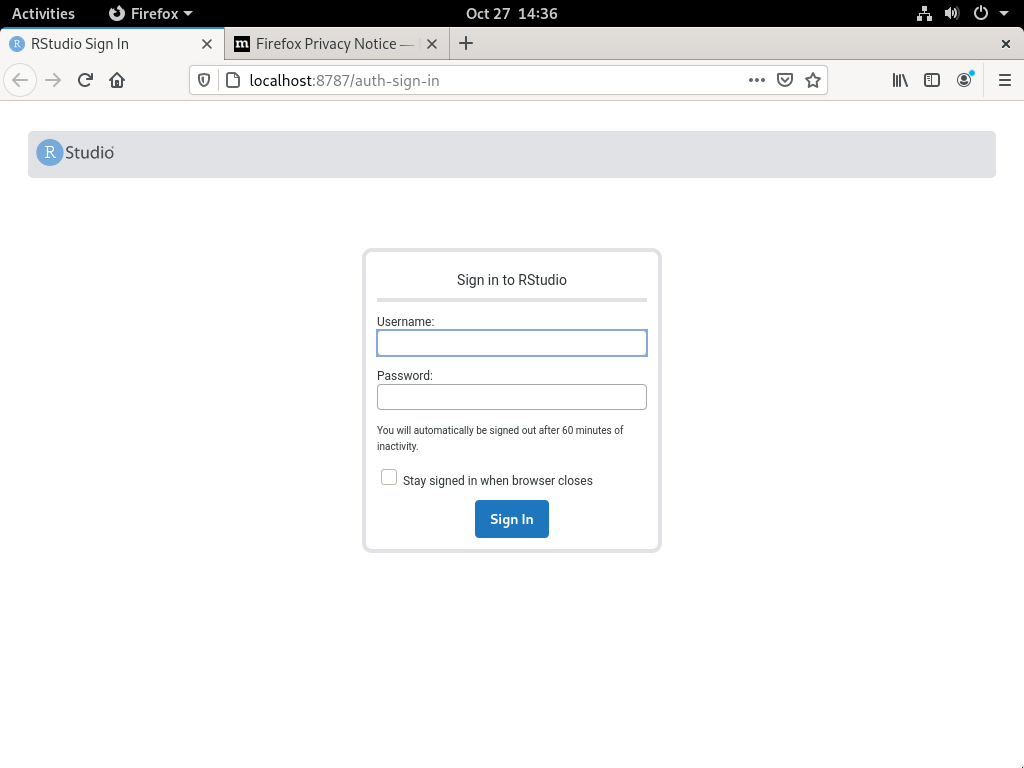 Activities
Firefox
Oct 27 14:36
RStudio Sign In
Firefox Privacy Notice —
localhost:8787/auth-sign-in
R Studio
Sign in to RStudio
Username:
Password:
You will automatically be signed out after 60 minutes of
inactivity.
Stay signed in when browser closes
Sign In